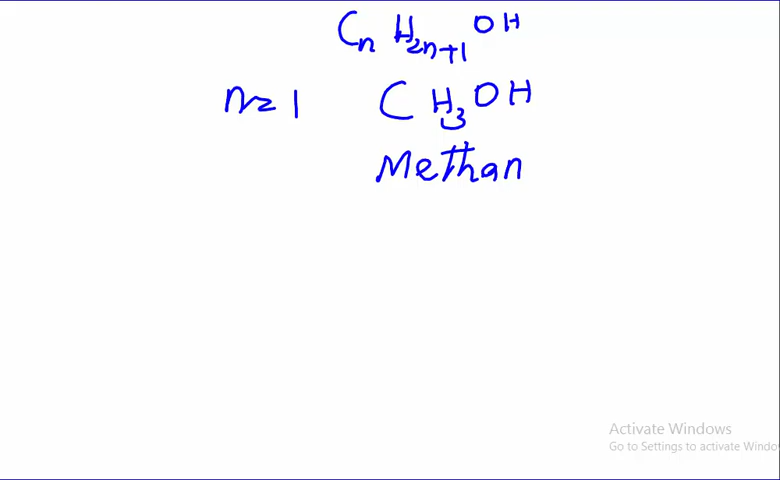 CnH2n+1OH
n=1 CH3OH
Methan
Activate Windows
Go to Settings to activate Windo